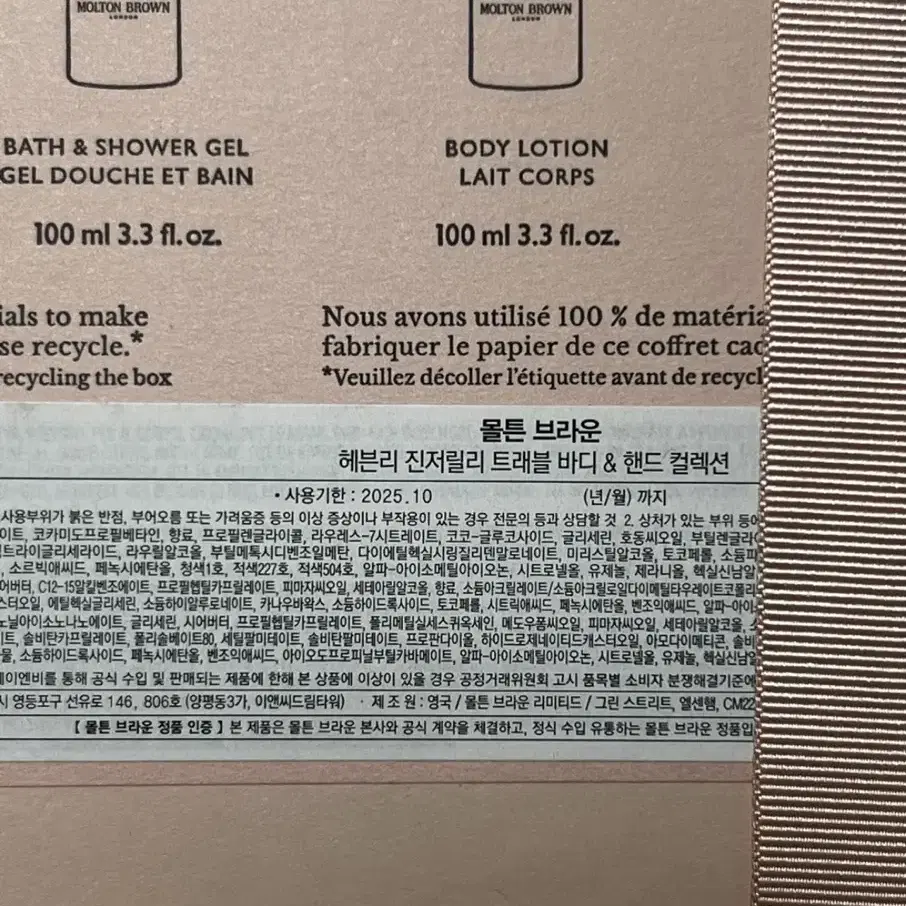 MOLTON BROWN
LONDON
MOLTON BROWN
LONDON
BATH & SHOWER GEL
GEL DOUCHE ET BAIN
100 ml 3.3 fl.oz.
BODY LOTION
LAIT CORPS
100 ml 3.3 fl.oz.
ials to make
se recycle.*
recycling the box
Nous avons utilisé 100 % de matéria
fabriquer le papier de ce coffret cad
*Veuillez décoller l'étiquette avant de recycl
몰튼 브라운
헤븐리 진저릴리 트래블 바디 & 핸드 컬렉션
• 사용기한 : 2025.10 (년/월) 까지
사용부위가 붉은 반점, 부어오름 또는 가려움증 등의 이상 증상이나 부작용이 있는 경우 전문의 등과 상담할 것 2. 상처가 있는 부위 등에
이트, 코카미도프로필베타인, 향료, 프로필렌글라이콜, 라우레스-7시트레이트, 코코-글루코사이드, 글리세린, 호동씨오일, 부틸렌글라
트라이글리세라이드, 라우릴알코올, 부틸메톡시디벤조일메탄, 다이에틸헥실시링질리덴말로네이트, 미리스틸알코올, 토코페롤, 소듐파
, 소르빅애씨드, 페녹시에탄올, 청색1호, 적색227호, 적색504호, 알파-아이소메틸아이오논, 시트로넬올, 유제놀, 제라니올, 헥실신남알
어버터, C12-15알킬벤조에이트, 프로필헵틸카프릴레이트, 피마자씨오일, 세테아릴알코올, 향료, 소듐아크릴레이트/소듐아크릴로일다이메틸타우레이트코폴리
스터오일, 에틸헥실글리세린, 소듐하이알루로네이트, 카나우바왁스, 소듐하이드록사이드, 토코페롤, 시트릭애씨드, 페녹시에탄올, 벤조익애씨드, 알파-아이
노닐아이소노나노에이트, 글리세린, 시어버터, 프로필헵틸카프릴레이트, 폴리메틸실세스퀴옥세인, 메도우폼씨오일, 피마자씨오일, 세테아릴알코올, 소
트, 솔비탄카프릴레이트, 폴리솔베이트80, 세틸팔미테이트, 솔비탄팔미테이트, 프로판다이올, 하이드로제네이티드캐스터오일, 아모다이메티콘, 솔비
물, 소듐하이드록사이드, 페녹시에탄올, 벤조익애씨드, 아이오도프로피닐부틸카바메이트, 알파-아이소메틸아이오논, 시트로넬올, 유제놀, 헥실신남알
이엔비를 통해 공식 수입 및 판매되는 제품에 한해 본 상품에 이상이 있을 경우 공정거래위원회 고시 품목별 소비자 분쟁해결기준에
시 영등포구 선유로 146, 806호 (양평동3가, 이앤씨드림타워) · 제 조 원 : 영국 / 몰튼 브라운 리미티드 / 그린 스트리트, 엘센햄, CM22
[ 몰튼 브라운 정품 인증 ] 본 제품은 몰튼 브라운 본사와 공식 계약을 체결하고, 정식 수입 유통하는 몰튼 브라운 정품입